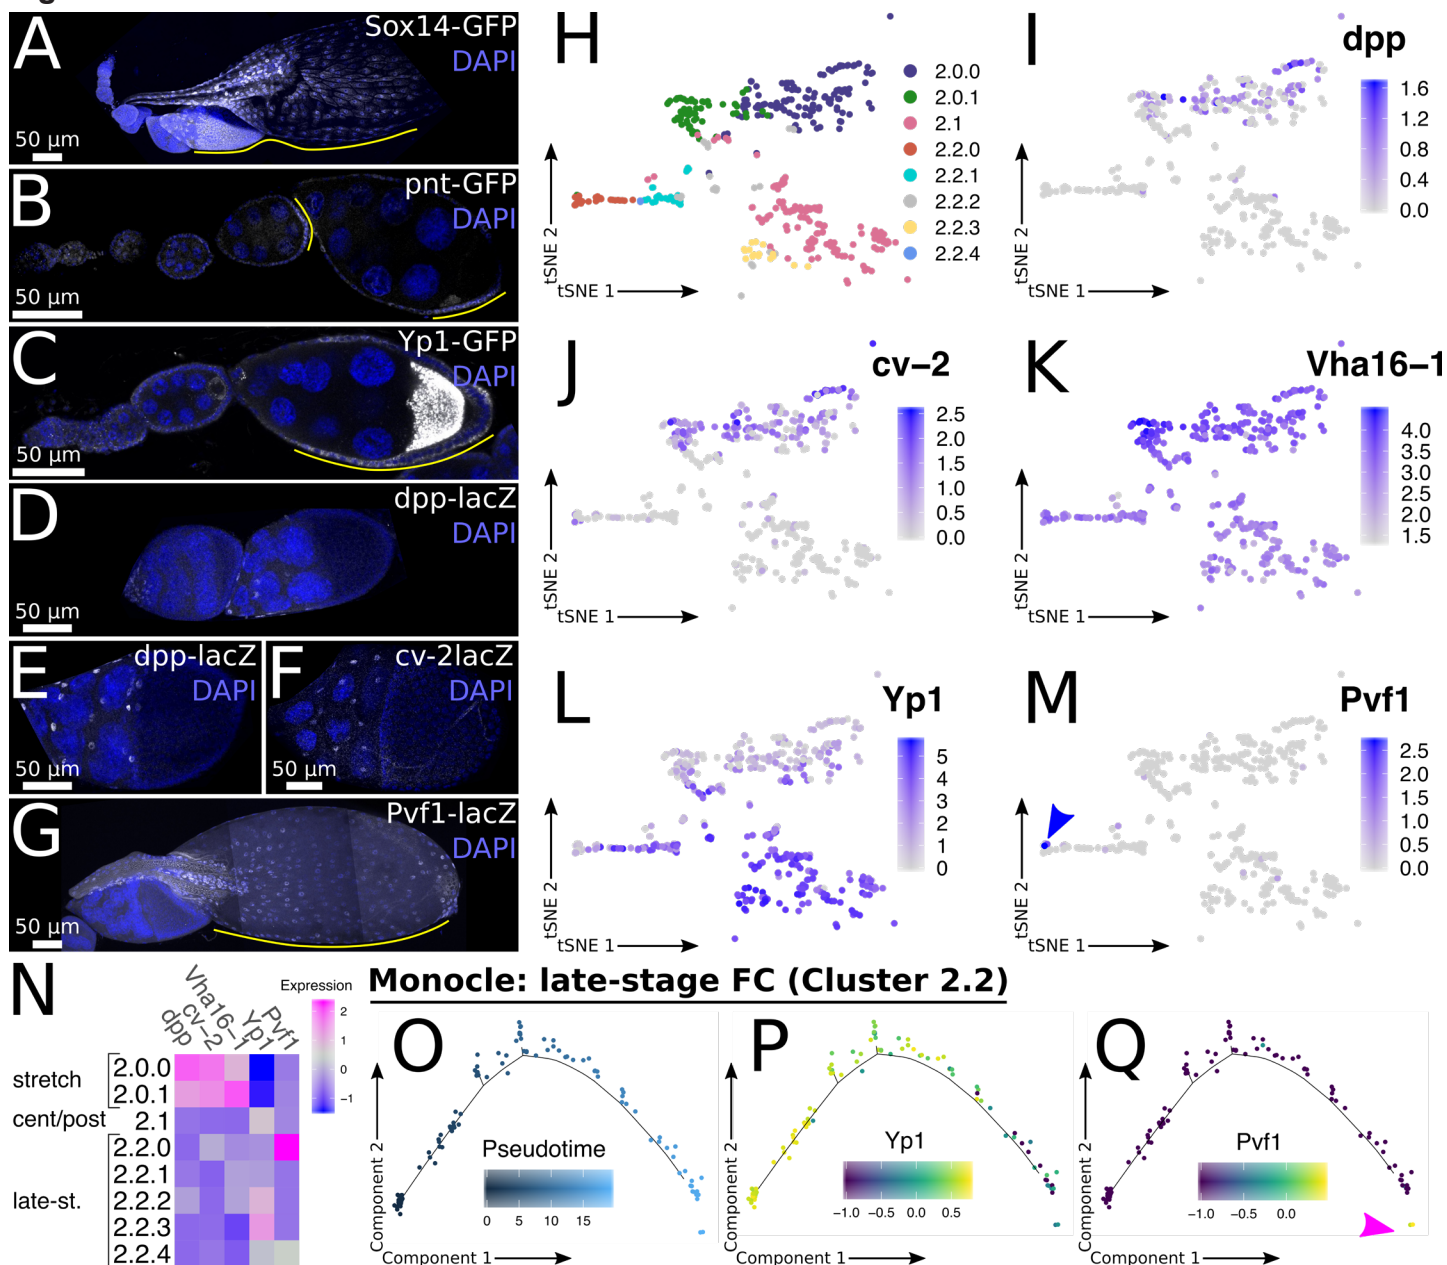 A
Sox14-GFP
DAPI
50 µm
B
pnt-GFP
DAPI
50 µm
C
Yp1-GFP
DAPI
50 µm
D
dpp-lacZ
DAPI
50 µm
E
dpp-lacZ
DAPI
50 µm
F
cv-2lacZ
DAPI
50 µm
G
Pvf1-lacZ
DAPI
50 µm
H
2.0.0
2.0.1
2.1
2.2.0
2.2.1
2.2.2
2.2.3
2.2.4
tSNE 2
tSNE 1
I
dpp
1.6
1.2
0.8
0.4
0.0
tSNE 2
tSNE 1
J
cv–2
2.5
2.0
1.5
1.0
0.5
0.0
tSNE 2
tSNE 1
K
Vha16–1
4.0
3.5
3.0
2.5
2.0
1.5
tSNE 2
tSNE 1
L
Yp1
5
4
3
2
1
0
tSNE 2
tSNE 1
M
Pvf1
2.5
2.0
1.5
1.0
0.5
0.0
tSNE 2
tSNE 1
N
dpp
cv-2
Vha16-1
Yp1
Pvf1
Expression
2
1
0
−1
stretch
2.0.0
2.0.1
cent/post
2.1
late-st.
2.2.0
2.2.1
2.2.2
2.2.3
2.2.4
Monocle: late-stage FC (Cluster 2.2)
O
Pseudotime
0 5 10 15
Component 2
Component 1
P
Yp1
−1.0 −0.5 0.0 0.5
Component 2
Component 1
Q
Pvf1
−1.0 −0.5 0.0
Component 2
Component 1